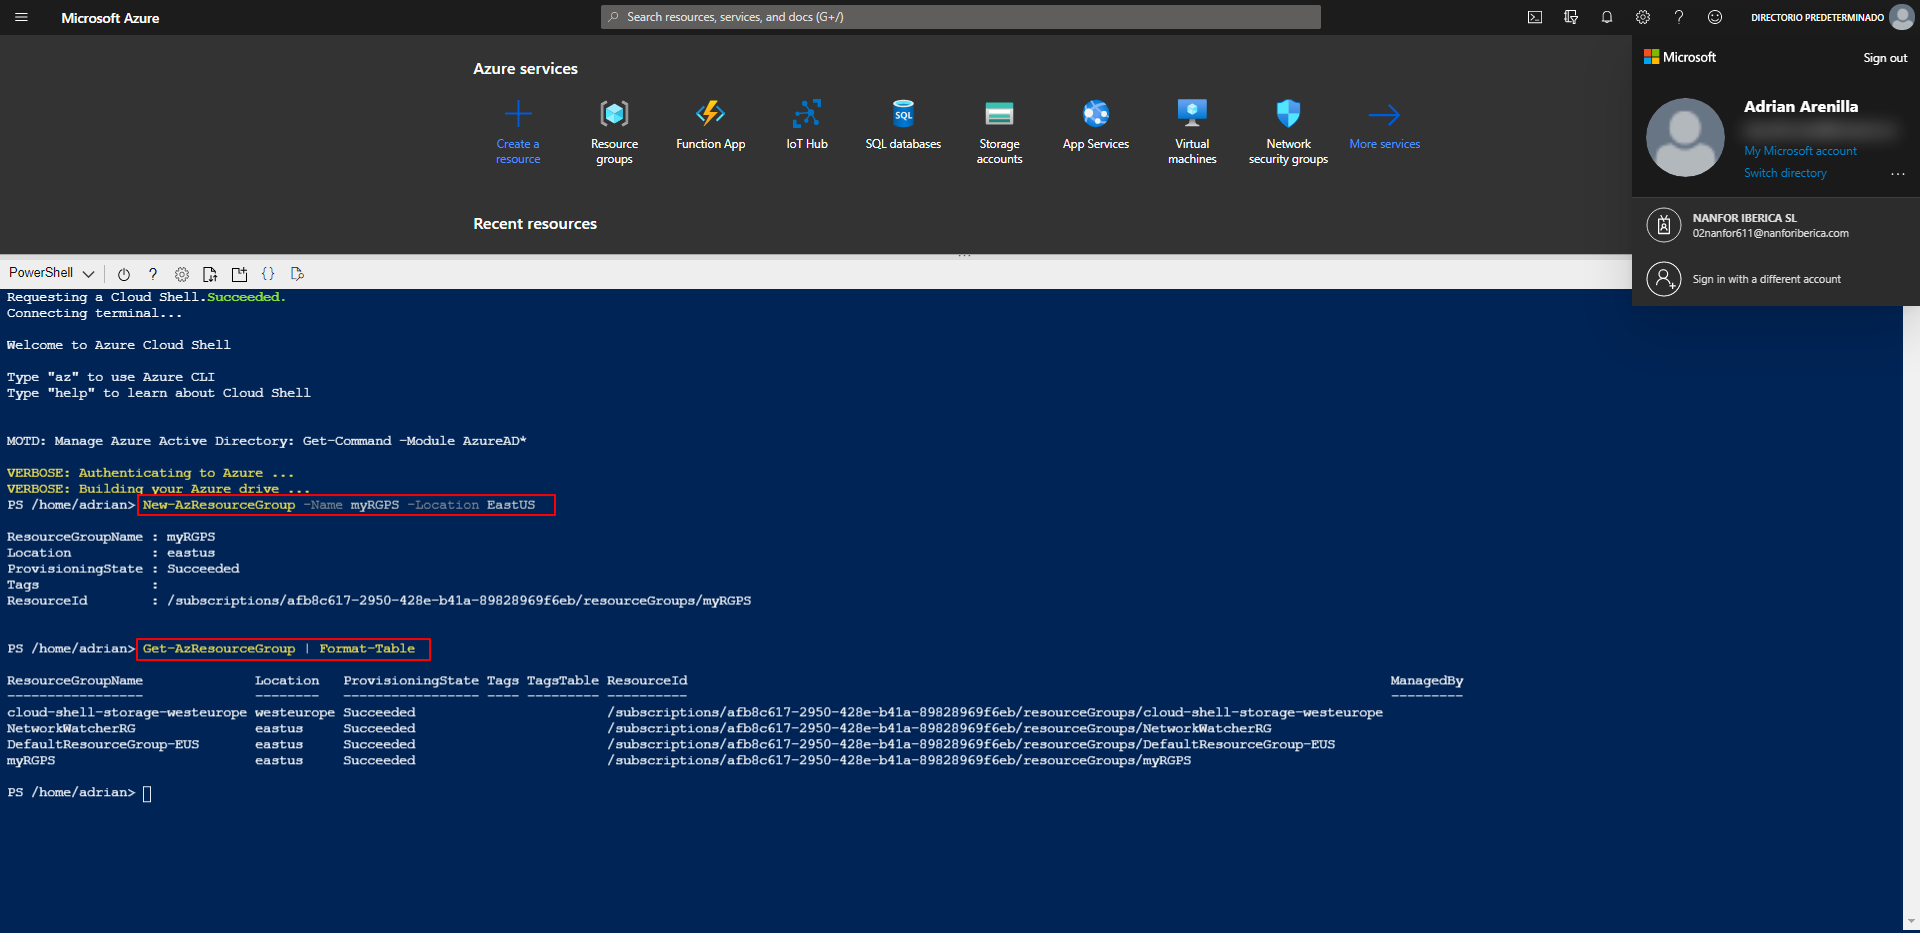 Microsoft Azure
Search resources, services, and docs (G+/)
DIRECTORIO PREDETERMINADO
Microsoft
Sign out
Adrian Arenilla
My Microsoft account
Switch directory
...
NANFOR IBERICA SL
02nanfor611@nanforiberica.com
Sign in with a different account
Azure services
Create a resource
Resource groups
Function App
IoT Hub
SQL databases
Storage accounts
App Services
Virtual machines
Network security groups
More services
Recent resources
PowerShell
Requesting a Cloud Shell.Succeeded.
Connecting terminal...
Welcome to Azure Cloud Shell
Type "az" to use Azure CLI
Type "help" to learn about Cloud Shell
MOTD: Manage Azure Active Directory: Get-Command -Module AzureAD*
VERBOSE: Authenticating to Azure ...
VERBOSE: Building your Azure drive ...
PS /home/adrian> New-AzResourceGroup -Name myRGPS -Location EastUS
ResourceGroupName : myRGPS
Location          : eastus
ProvisioningState : Succeeded
Tags              :
ResourceId        : /subscriptions/afb8c617-2950-428e-b41a-89828969f6eb/resourceGroups/myRGPS
PS /home/adrian> Get-AzResourceGroup | Format-Table
ResourceGroupName              Location   ProvisioningState Tags TagsTable ResourceId                                                                                        ManagedBy
-----------------              --------   ----------------- ---- --------- ----------                                                                                        ---------
cloud-shell-storage-westeurope westeurope Succeeded                        /subscriptions/afb8c617-2950-428e-b41a-89828969f6eb/resourceGroups/cloud-shell-storage-westeurope
NetworkWatcherRG               eastus     Succeeded                        /subscriptions/afb8c617-2950-428e-b41a-89828969f6eb/resourceGroups/NetworkWatcherRG
DefaultResourceGroup-EUS       eastus     Succeeded                        /subscriptions/afb8c617-2950-428e-b41a-89828969f6eb/resourceGroups/DefaultResourceGroup-EUS
myRGPS                         eastus     Succeeded                        /subscriptions/afb8c617-2950-428e-b41a-89828969f6eb/resourceGroups/myRGPS
PS /home/adrian>